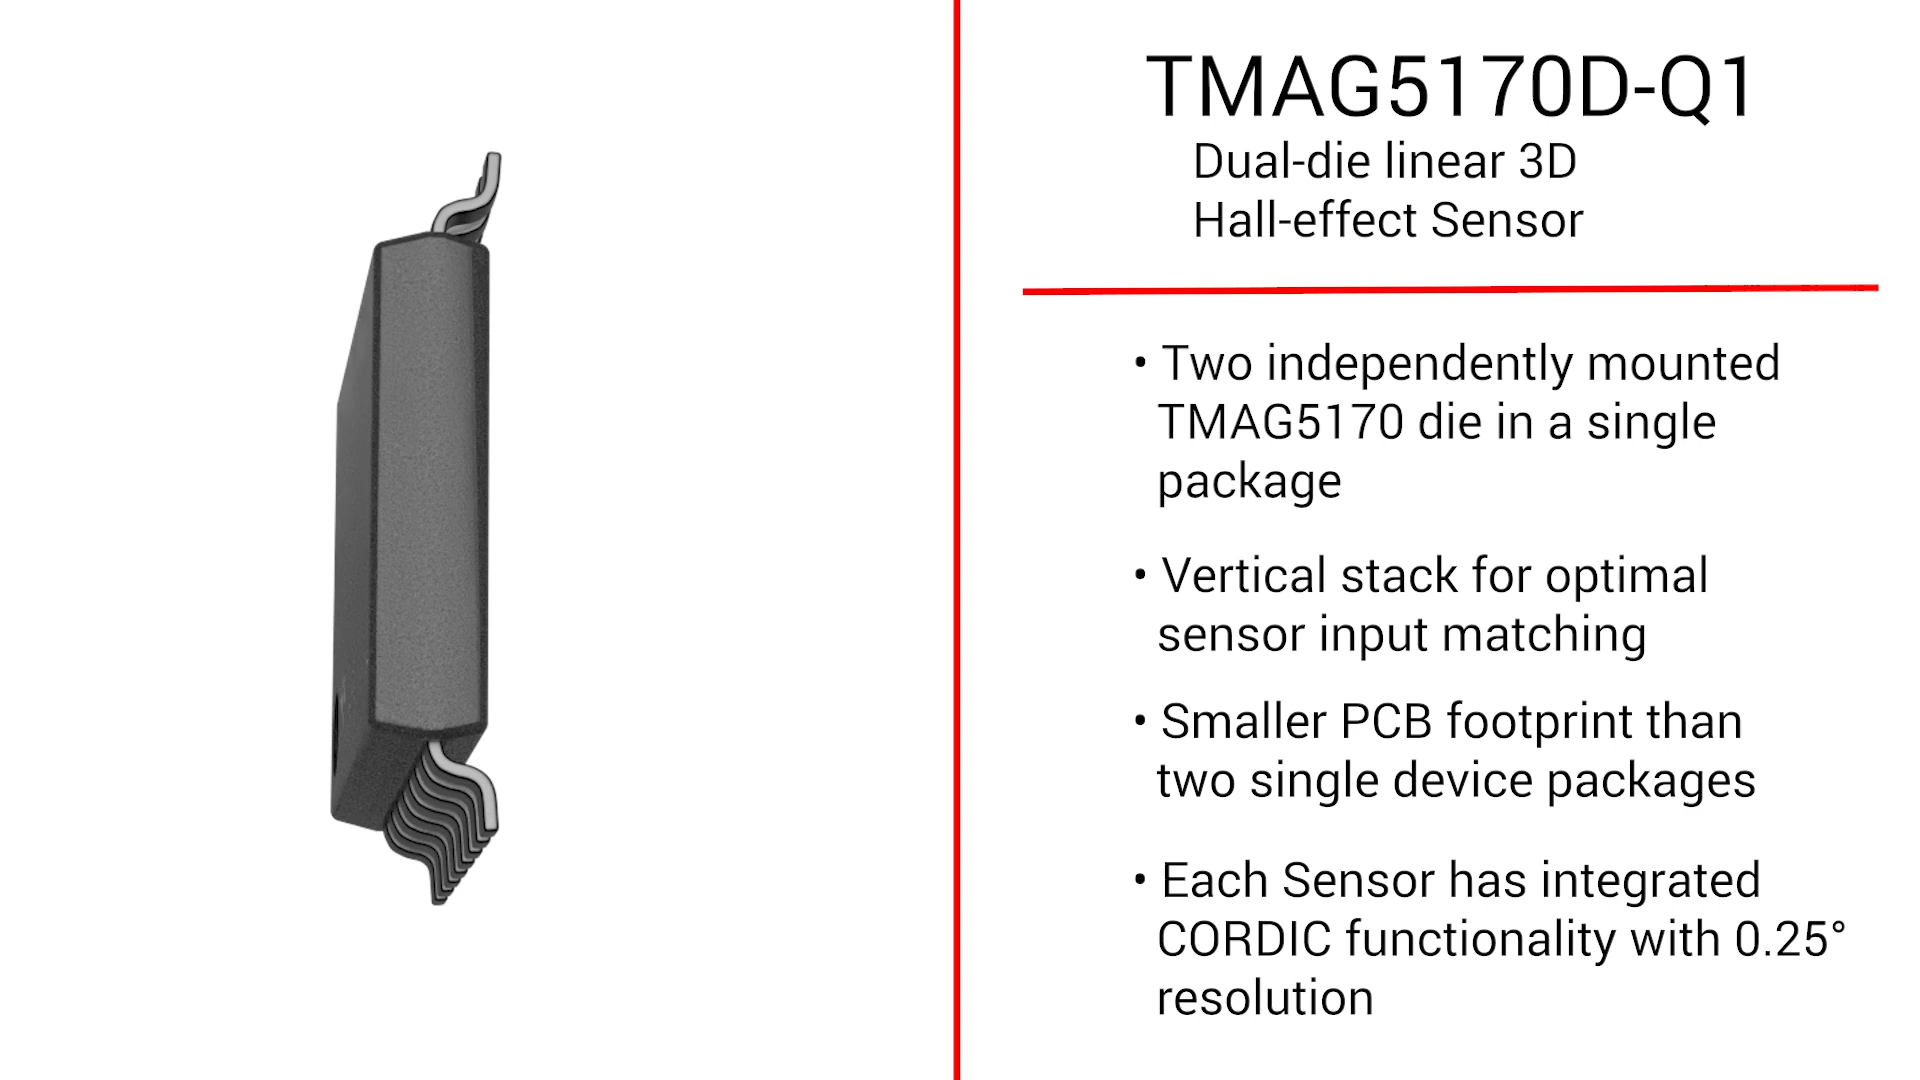 TMAG5170D-Q1
Dual-die linear 3D
Hall-effect Sensor
• Two independently mounted
TMAG5170 die in a single
package
• Vertical stack for optimal
sensor input matching
• Smaller PCB footprint than
two single device packages
• Each Sensor has integrated
CORDIC functionality with 0.25°
resolution